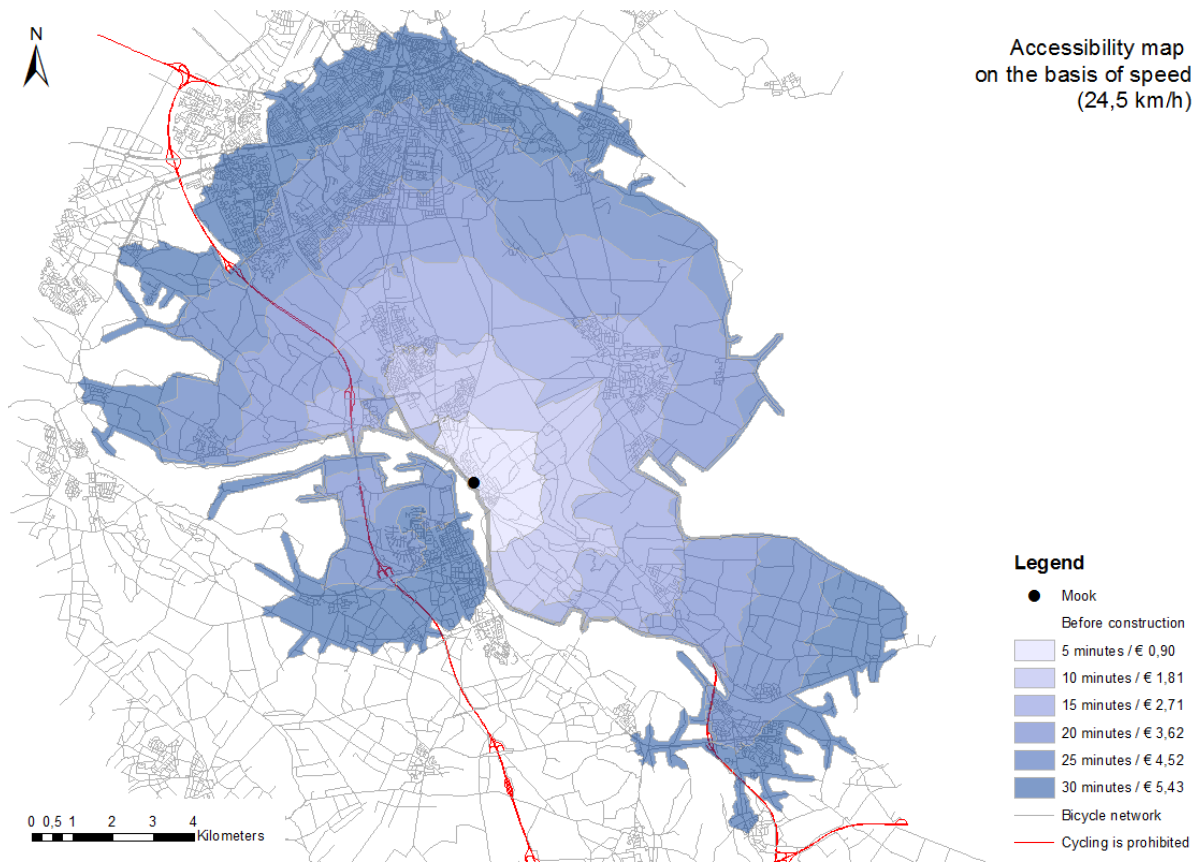 N
Accessibility map
on the basis of speed
(24,5 km/h)
Legend
Mook
Before construction
5 minutes / € 0,90
10 minutes / € 1,81
15 minutes / € 2,71
20 minutes / € 3,62
25 minutes / € 4,52
30 minutes / € 5,43
Bicycle network
Cycling is prohibited
0 0,5 1 2 3 4
Kilometers